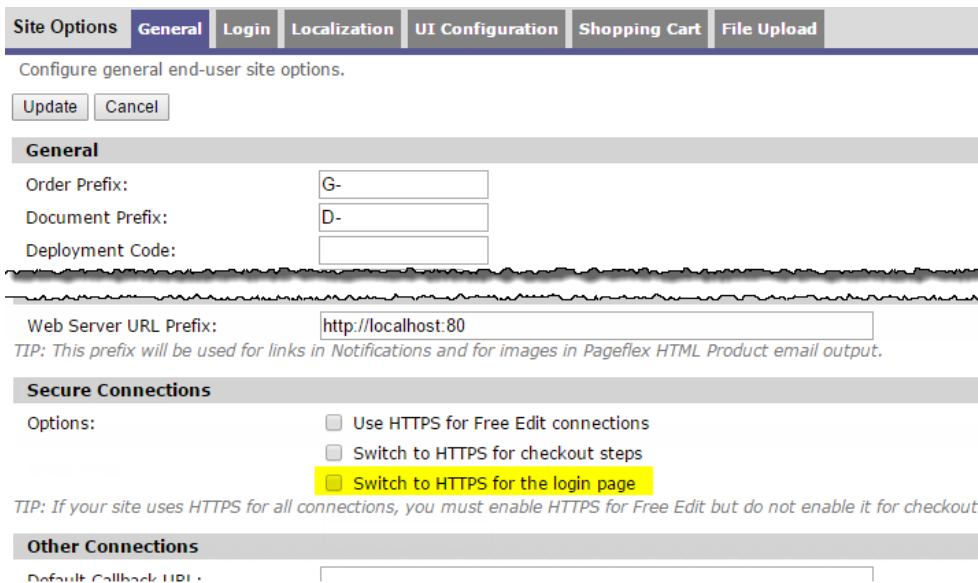 Site Options General Login Localization UI Configuration Shopping Cart File Upload
Configure general end-user site options.
Update Cancel
General
Order Prefix: G-
Document Prefix: D-
Deployment Code:
Web Server URL Prefix: http://localhost:80
TIP: This prefix will be used for links in Notifications and for images in Pageflex HTML Product email output.
Secure Connections
Options: Use HTTPS for Free Edit connections
Switch to HTTPS for checkout steps
Switch to HTTPS for the login page
TIP: If your site uses HTTPS for all connections, you must enable HTTPS for Free Edit but do not enable it for checkout
Other Connections
Default Callback URL: